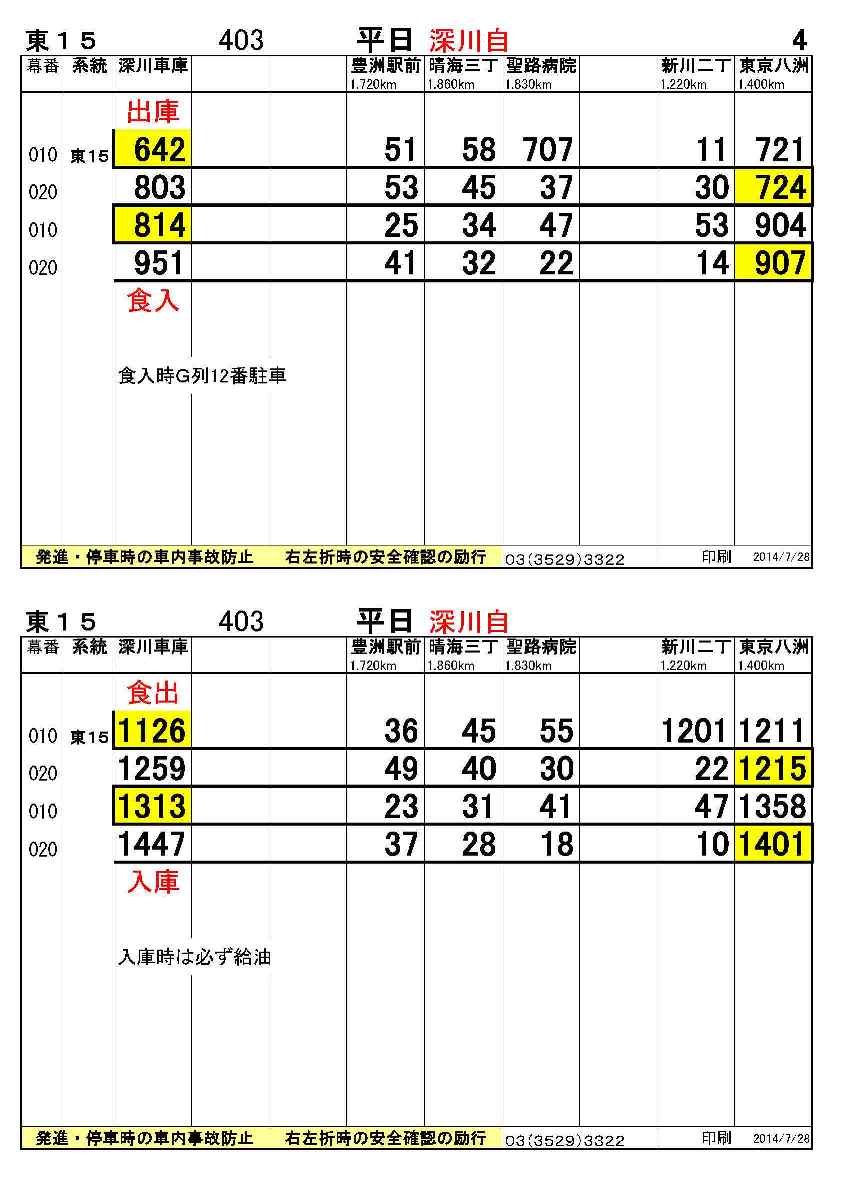 東15 403 平日 深川自 4
幕番 系統 深川車庫 豊洲駅前 晴海三丁 聖路病院 新川二丁 東京八洲
1.720km 1.860km 1.830km 1.220km 1.400km
出庫
010 東15 642 51 58 707 11 721
020 803 53 45 37 30 724
010 814 25 34 47 53 904
020 951 41 32 22 14 907
食入
食入時G列12番駐車
発進・停車時の車内事故防止 右左折時の安全確認の励行 03(3529)3322 印刷 2014/7/28
東15 403 平日 深川自
幕番 系統 深川車庫 豊洲駅前 晴海三丁 聖路病院 新川二丁 東京八洲
1.720km 1.860km 1.830km 1.220km 1.400km
食出
010 東15 1126 36 45 55 1201 1211
020 1259 49 40 30 22 1215
010 1313 23 31 41 47 1358
020 1447 37 28 18 10 1401
入庫
入庫時は必ず給油
発進・停車時の車内事故防止 右左折時の安全確認の励行 03(3529)3322 印刷 2014/7/28